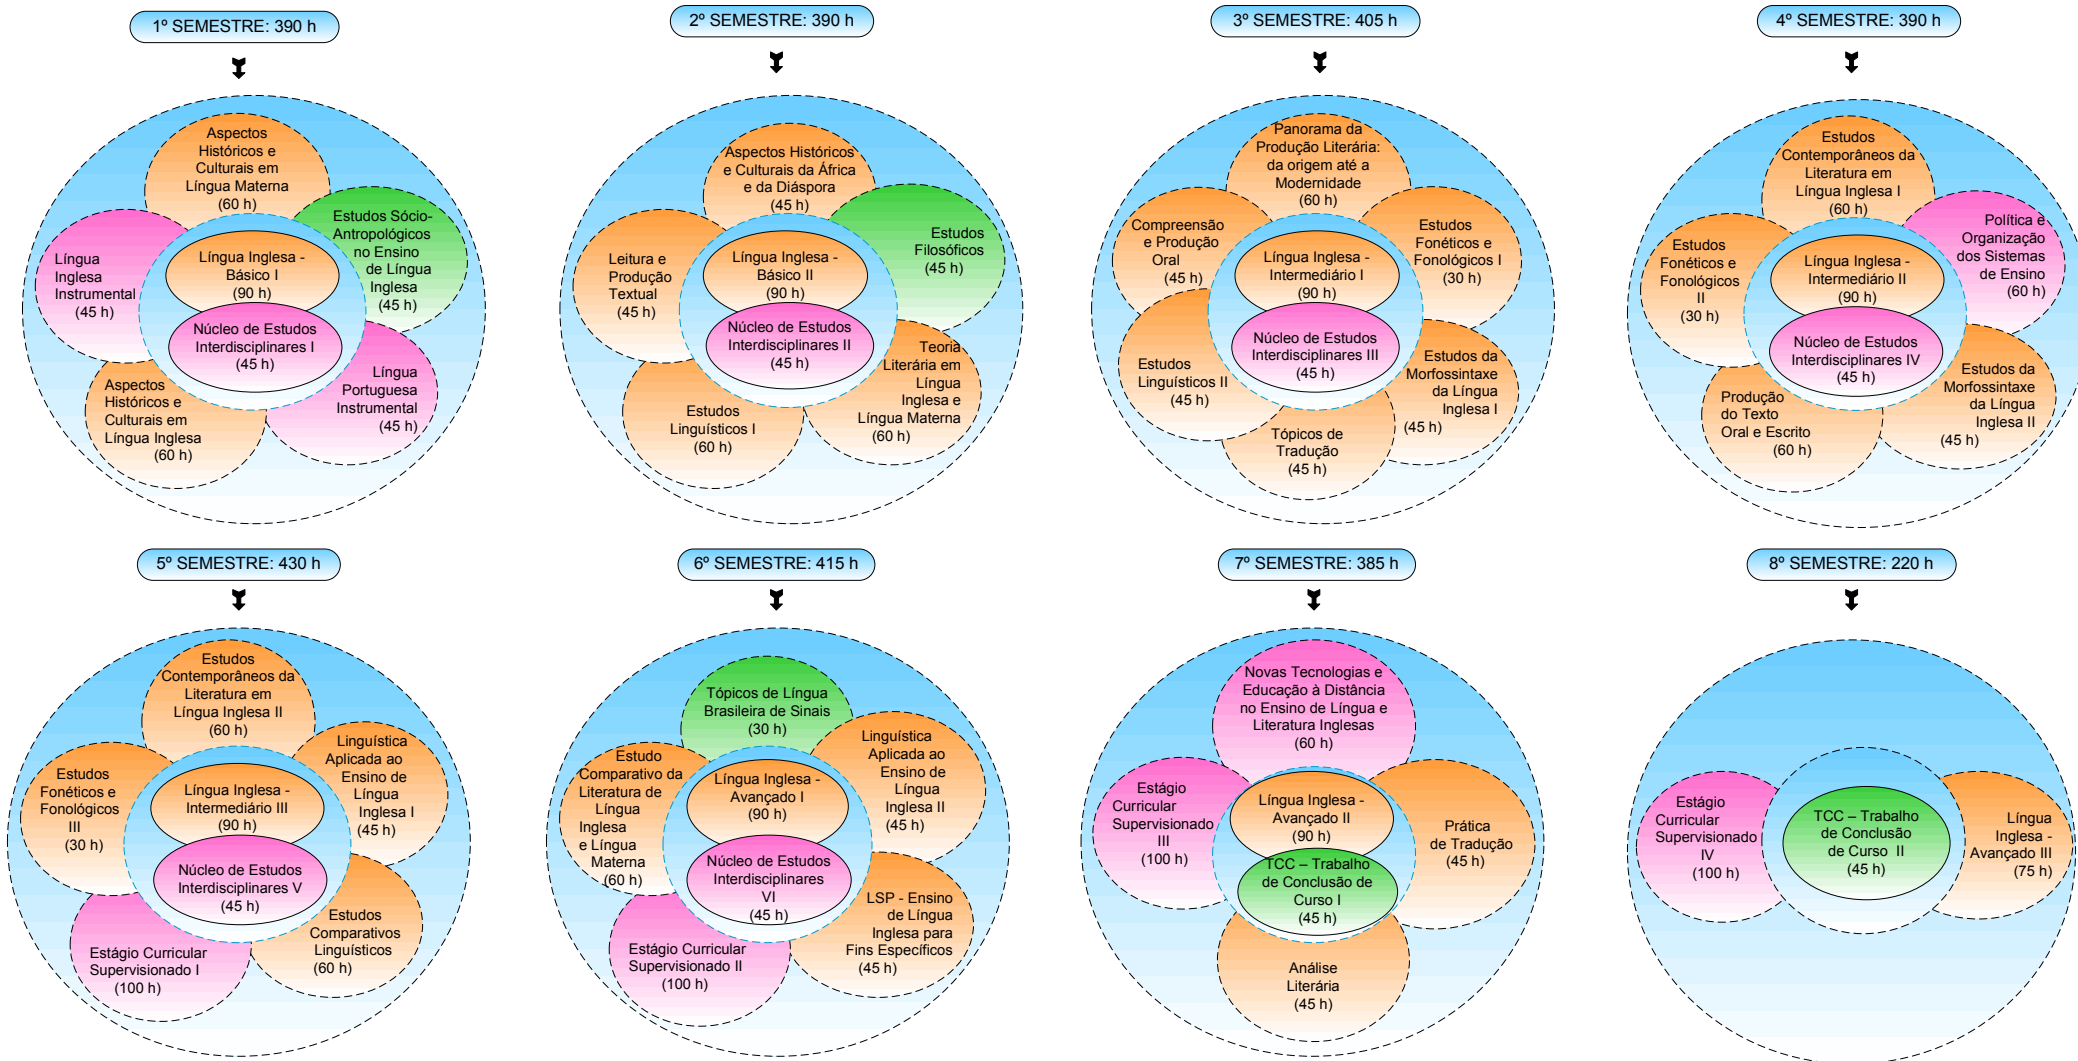 1º SEMESTRE: 390 h
Aspectos
Históricos e
Culturais em
Língua Materna
(60 h)
Estudos Sócio-
Antropológicos
no Ensino
de Língua
Inglesa
(45 h)
Língua
Inglesa
Instrumental
(45 h)
Língua Inglesa -
Básico I
(90 h)
Núcleo de Estudos
Interdisciplinares I
(45 h)
Língua
Portuguesa
Instrumental
(45 h)
Aspectos
Históricos e
Culturais em
Língua Inglesa
(60 h)
2º SEMESTRE: 390 h
Aspectos Históricos
e Culturais da África
e da Diáspora
(45 h)
Estudos
Filosóficos
(45 h)
Leitura e
Produção
Textual
(45 h)
Língua Inglesa -
Básico II
(90 h)
Núcleo de Estudos
Interdisciplinares II
(45 h)
Teoria
Literária em
Língua
Inglesa e
Língua Materna
(60 h)
Estudos
Linguísticos I
(60 h)
3º SEMESTRE: 405 h
Panorama da
Produção Literária:
da origem até a
Modernidade
(60 h)
Compreensão
e Produção
Oral
(45 h)
Estudos
Fonéticos e
Fonológicos I
(30 h)
Língua Inglesa -
Intermediário I
(90 h)
Núcleo de Estudos
Interdisciplinares III
(45 h)
Estudos
Linguísticos II
(45 h)
Estudos da
Morfossintaxe
da Língua
Inglesa I
(45 h)
Tópicos de
Tradução
(45 h)
4º SEMESTRE: 390 h
Estudos
Contemporâneos da
Literatura em
Língua Inglesa I
(60 h)
Política e
Organização
dos Sistemas
de Ensino
(60 h)
Estudos
Fonéticos e
Fonológicos
II
(30 h)
Língua Inglesa -
Intermediário II
(90 h)
Núcleo de Estudos
Interdisciplinares IV
(45 h)
Estudos da
Morfossintaxe
da Língua
Inglesa II
(45 h)
Produção
do Texto
Oral e Escrito
(60 h)
5º SEMESTRE: 430 h
Estudos
Contemporâneos da
Literatura em
Língua Inglesa II
(60 h)
Linguística
Aplicada ao
Ensino de
Língua
Inglesa I
(45 h)
Estudos
Fonéticos e
Fonológicos
III
(30 h)
Língua Inglesa -
Intermediário III
(90 h)
Núcleo de Estudos
Interdisciplinares V
(45 h)
Estudos
Comparativos
Linguísticos
(60 h)
Estágio Curricular
Supervisionado I
(100 h)
6º SEMESTRE: 415 h
Tópicos de Língua
Brasileira de Sinais
(30 h)
Linguística
Aplicada ao
Ensino de
Língua
Inglesa II
(45 h)
Estudo
Comparativo da
Literatura de
Língua
Inglesa
e Língua
Materna
(60 h)
Língua Inglesa -
Avançado I
(90 h)
Núcleo de Estudos
Interdisciplinares
VI
(45 h)
LSP - Ensino
de Língua
Inglesa para
Fins Específicos
(45 h)
Estágio Curricular
Supervisionado II
(100 h)
7º SEMESTRE: 385 h
Novas Tecnologias e
Educação à Distância
no Ensino de Língua e
Literatura Inglesas
(60 h)
Estágio
Curricular
Supervisionado
III
(100 h)
Língua Inglesa -
Avançado II
(90 h)
TCC – Trabalho
de Conclusão de
Curso I
(45 h)
Prática
de Tradução
(45 h)
Análise
Literária
(45 h)
8º SEMESTRE: 220 h
Estágio
Curricular
Supervisionado
IV
(100 h)
TCC – Trabalho
de Conclusão
de Curso II
(45 h)
Língua
Inglesa -
Avançado III
(75 h)